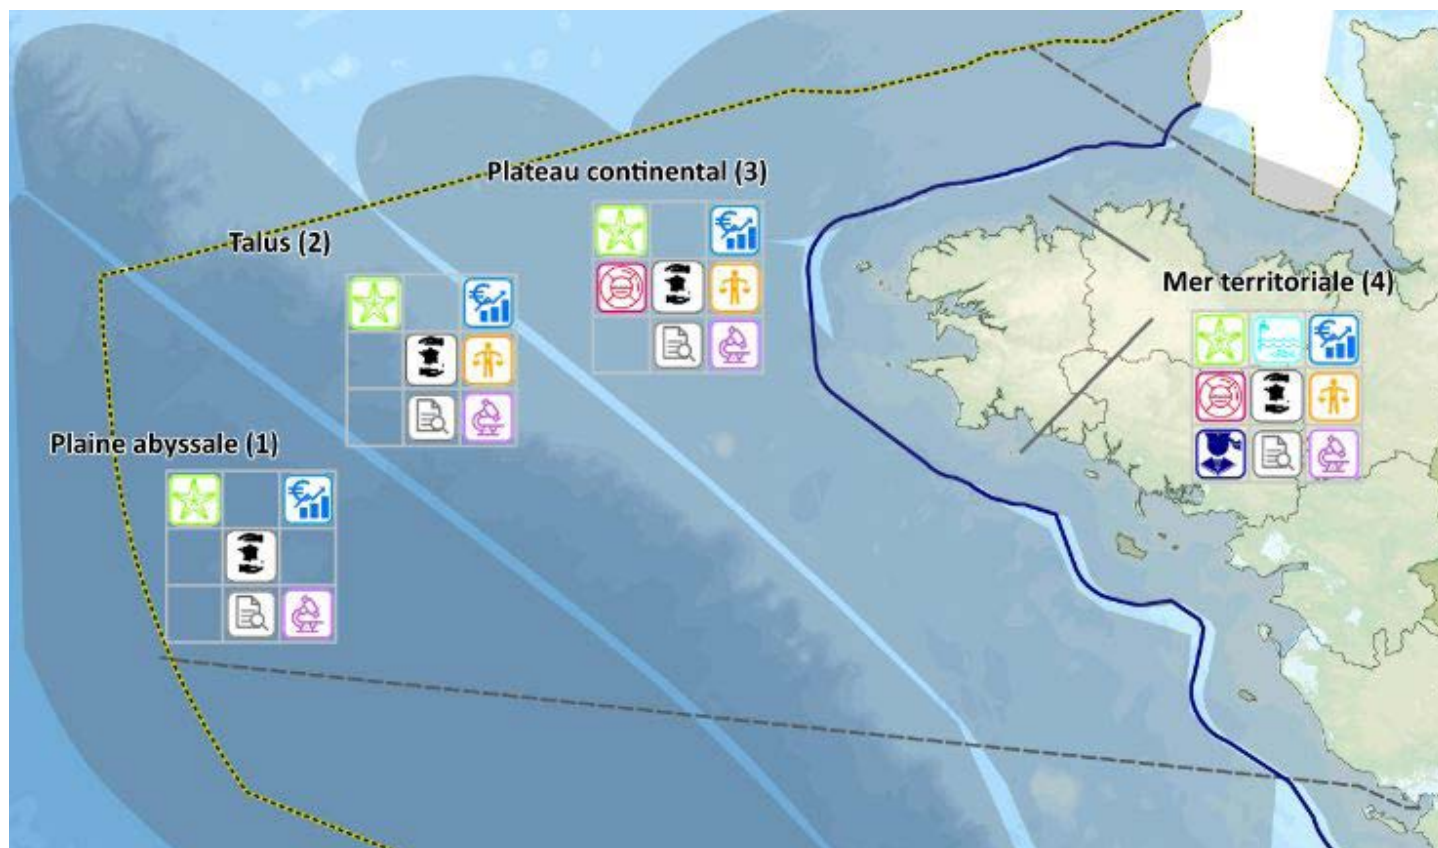 Plateau continental (3)
Talus (2)
Mer territoriale (4)
Plaine abyssale (1)